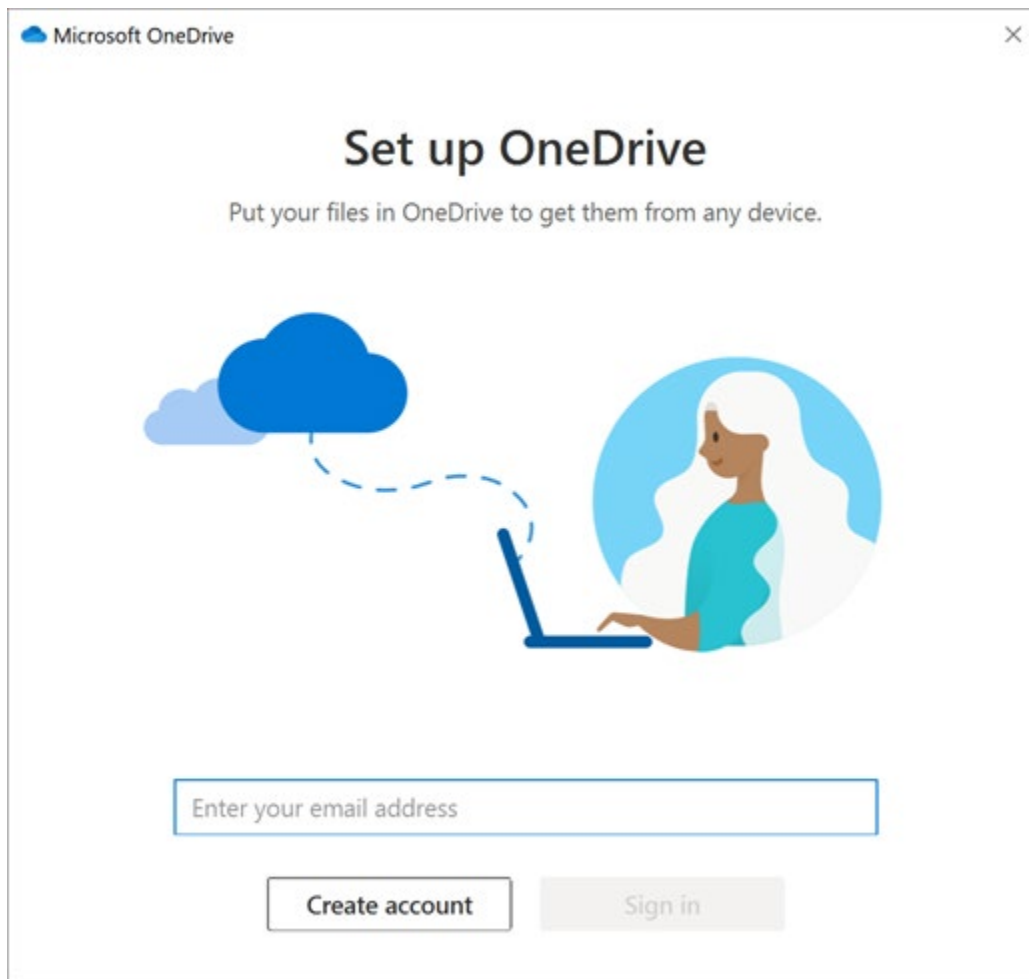 Microsoft OneDrive
Set up OneDrive
Put your files in OneDrive to get them from any device.
Enter your email address
Create account
Sign in